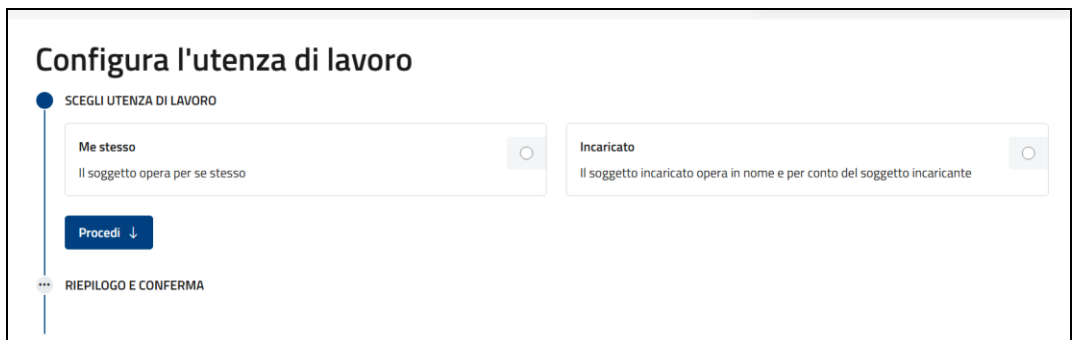 Configura l'utenza di lavoro
SCEGLI UTENZA DI LAVORO
Me stesso
Il soggetto opera per se stesso
Incaricato
Il soggetto incaricato opera in nome e per conto del soggetto incaricante
Procedi ↓
RIEPILOGO E CONFERMA